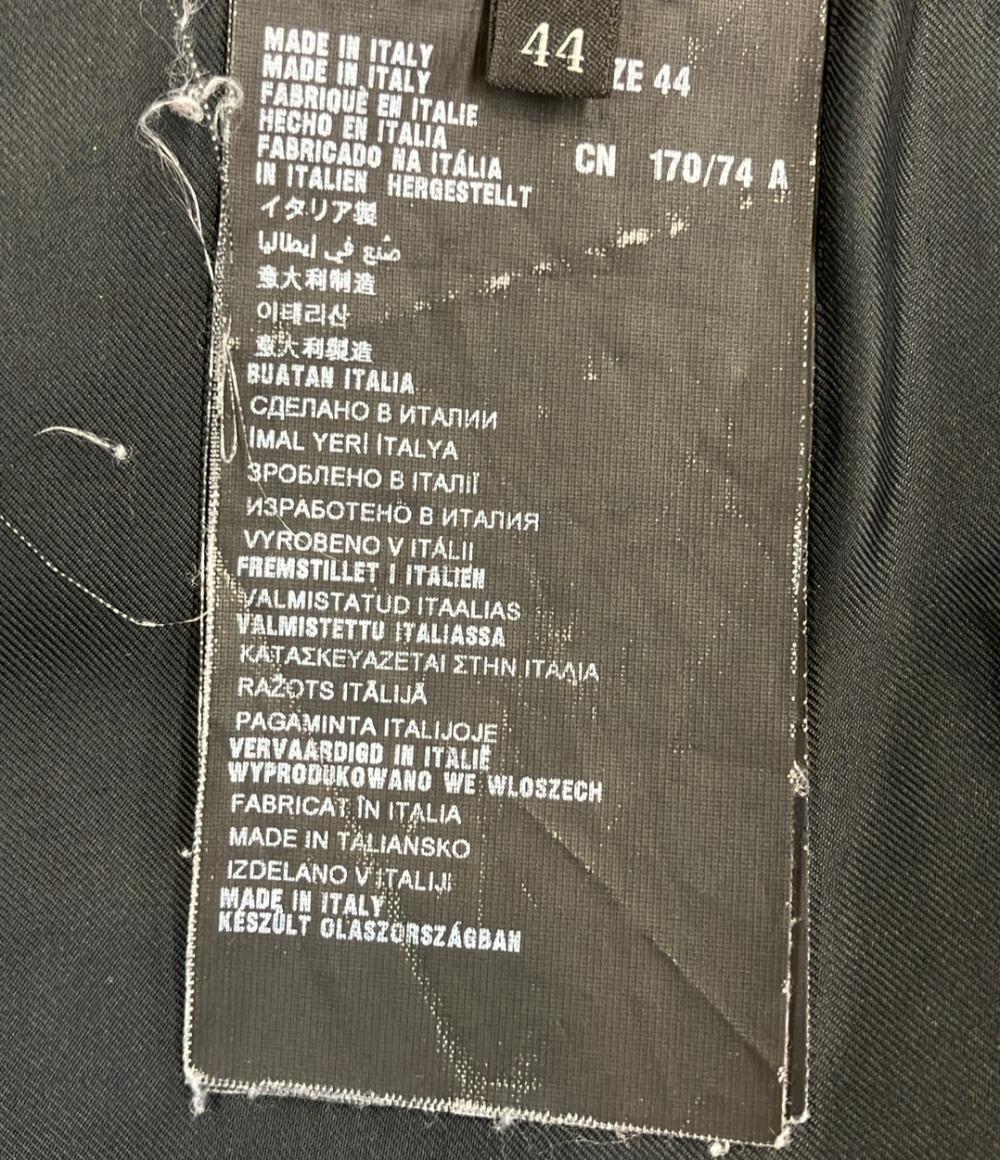 44
MADE IN ITALY
MADE IN ITALY
ZE 44
FABRIQUÉ EN ITALIE
HECHO EN ITALIA
FABRICADO NA ITÁLIA
CN 170/74 A
IN ITALIEN HERGESTELLT
イタリア製
صُنع في إيطاليا
意大利制造
이태리산
意大利製造
BUATAN ITALIA
СДЕЛАНО В ИТАЛИИ
İMAL YERİ İTALYA
ЗРОБЛЕНО В ІТАЛІЇ
ИЗРАБОТЕНО В ИТАЛИЯ
VYROBENO V ITÁLII
FREMSTILLET I ITALIEN
VALMISTATUD ITAALIAS
VALMISTETTU ITALIASSA
ΚΑΤΑΣΚΕΥΑΖΕΤΑΙ ΣΤΗΝ ΙΤΑΛΙΑ
RAŽOTS ITĀLIJĀ
PAGAMINTA ITALIJOJE
VERVAARDIGD IN ITALIË
WYPRODUKOWANO WE WLOSZECH
FABRICAT ÎN ITALIA
MADE IN TALIANSKO
IZDELANO V ITALIJI
MADE IN ITALY
KÉSZÜLT OLASZORSZÁGBAN